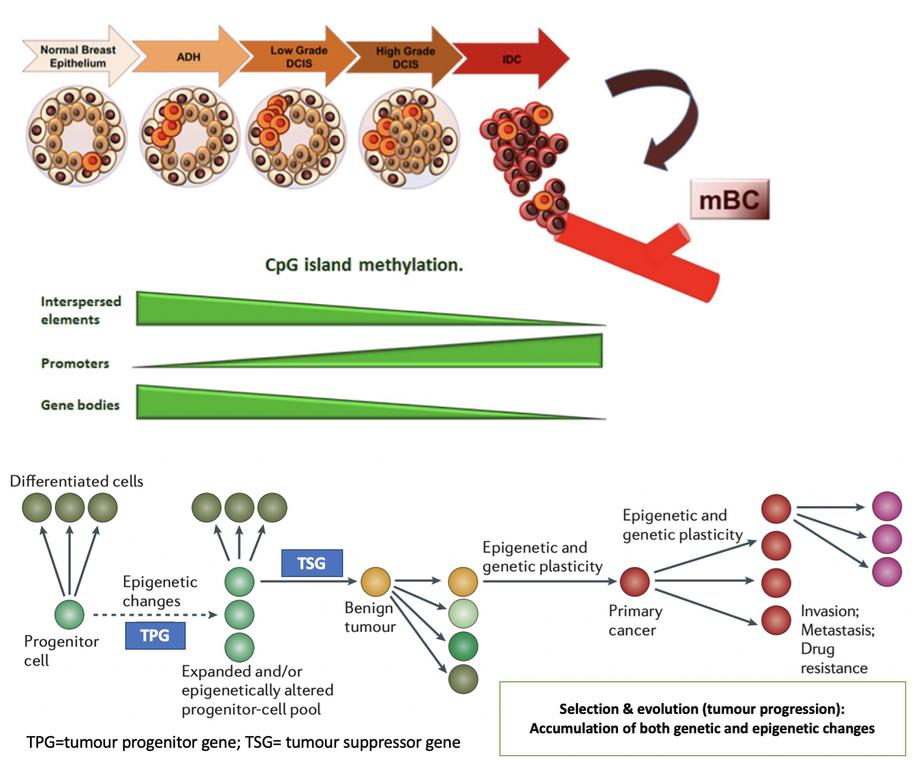 Normal Breast
Epithelium
ADH
Low Grade
DCIS
High Grade
DCIS
IDC
mBC
CpG island methylation.
Interspersed
elements
Promoters
Gene bodies
Differentiated cells
Epigenetic
changes
TPG
Progenitor
cell
Expanded and/or
epigenetically altered
progenitor-cell pool
TSG
Benign
tumour
Epigenetic and
genetic plasticity
Primary
cancer
Epigenetic and
genetic plasticity
Invasion;
Metastasis;
Drug
resistance
Selection & evolution (tumour progression):
Accumulation of both genetic and epigenetic changes
TPG=tumour progenitor gene; TSG= tumour suppressor gene